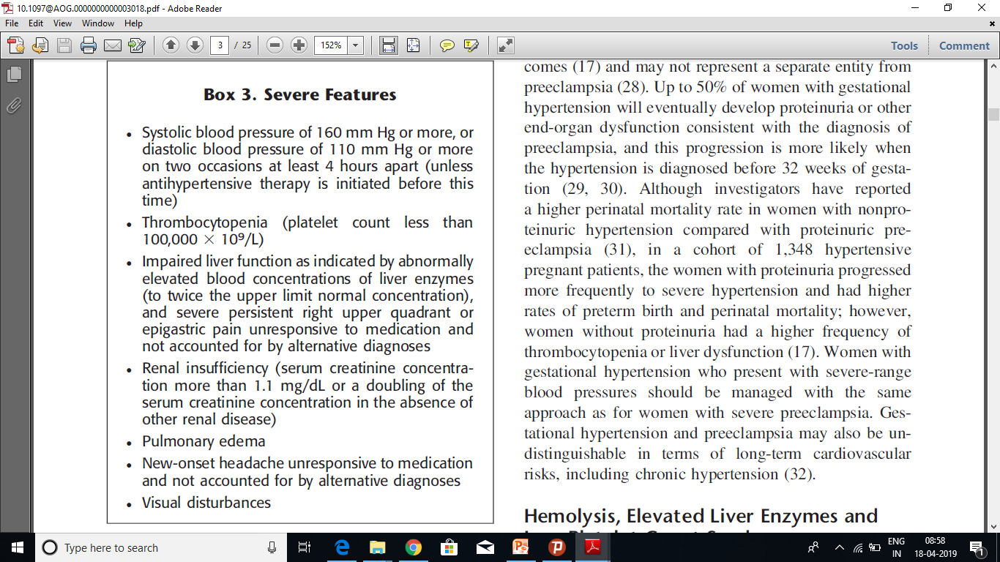 10.1097@AOG.0000000000003018.pdf - Adobe Reader
File Edit View Window Help
3 / 25 152% Tools Comment
Box 3. Severe Features
• Systolic blood pressure of 160 mm Hg or more, or
diastolic blood pressure of 110 mm Hg or more
on two occasions at least 4 hours apart (unless
antihypertensive therapy is initiated before this
time)
• Thrombocytopenia (platelet count less than
100,000 × 10⁹/L)
• Impaired liver function as indicated by abnormally
elevated blood concentrations of liver enzymes
(to twice the upper limit normal concentration),
and severe persistent right upper quadrant or
epigastric pain unresponsive to medication and
not accounted for by alternative diagnoses
• Renal insufficiency (serum creatinine concentra-
tion more than 1.1 mg/dL or a doubling of the
serum creatinine concentration in the absence of
other renal disease)
• Pulmonary edema
• New-onset headache unresponsive to medication
and not accounted for by alternative diagnoses
• Visual disturbances
comes (17) and may not represent a separate entity from
preeclampsia (28). Up to 50% of women with gestational
hypertension will eventually develop proteinuria or other
end-organ dysfunction consistent with the diagnosis of
preeclampsia, and this progression is more likely when
the hypertension is diagnosed before 32 weeks of gesta-
tion (29, 30). Although investigators have reported
a higher perinatal mortality rate in women with nonpro-
teinuric hypertension compared with proteinuric pre-
eclampsia (31), in a cohort of 1,348 hypertensive
pregnant patients, the women with proteinuria progressed
more frequently to severe hypertension and had higher
rates of preterm birth and perinatal mortality; however,
women without proteinuria had a higher frequency of
thrombocytopenia or liver dysfunction (17). Women with
gestational hypertension who present with severe-range
blood pressures should be managed with the same
approach as for women with severe preeclampsia. Ges-
tational hypertension and preeclampsia may also be un-
distinguishable in terms of long-term cardiovascular
risks, including chronic hypertension (32).
Hemolysis, Elevated Liver Enzymes and
Type here to search
ENG
IN
08:58
18-04-2019
1